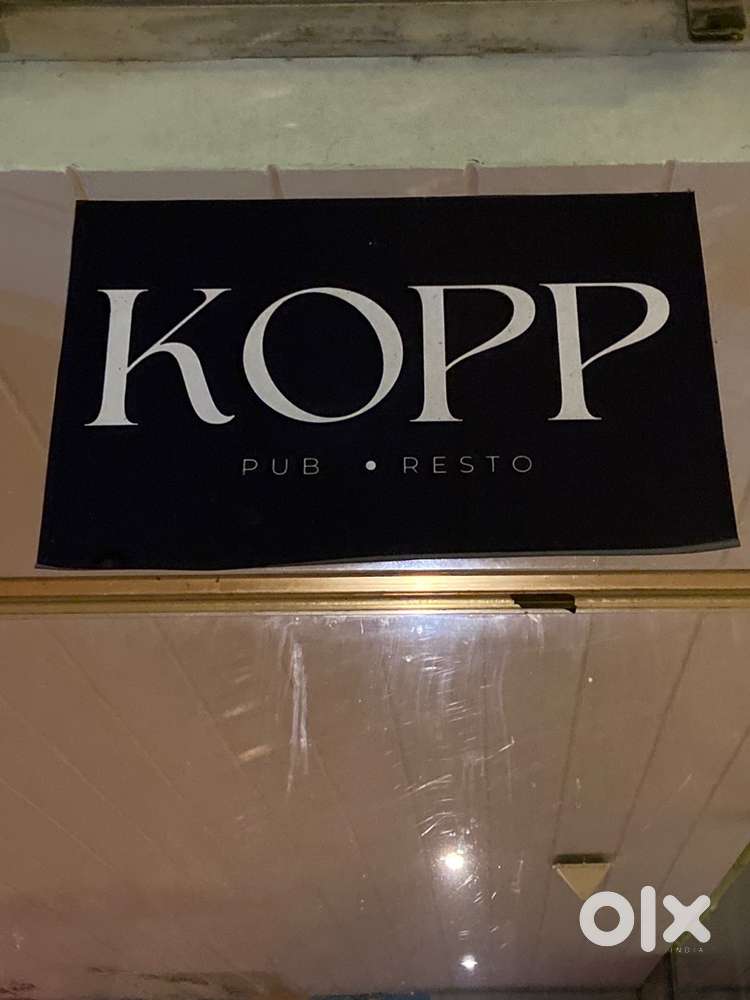 KOPP
PUB • RESTO
olx
INDIA